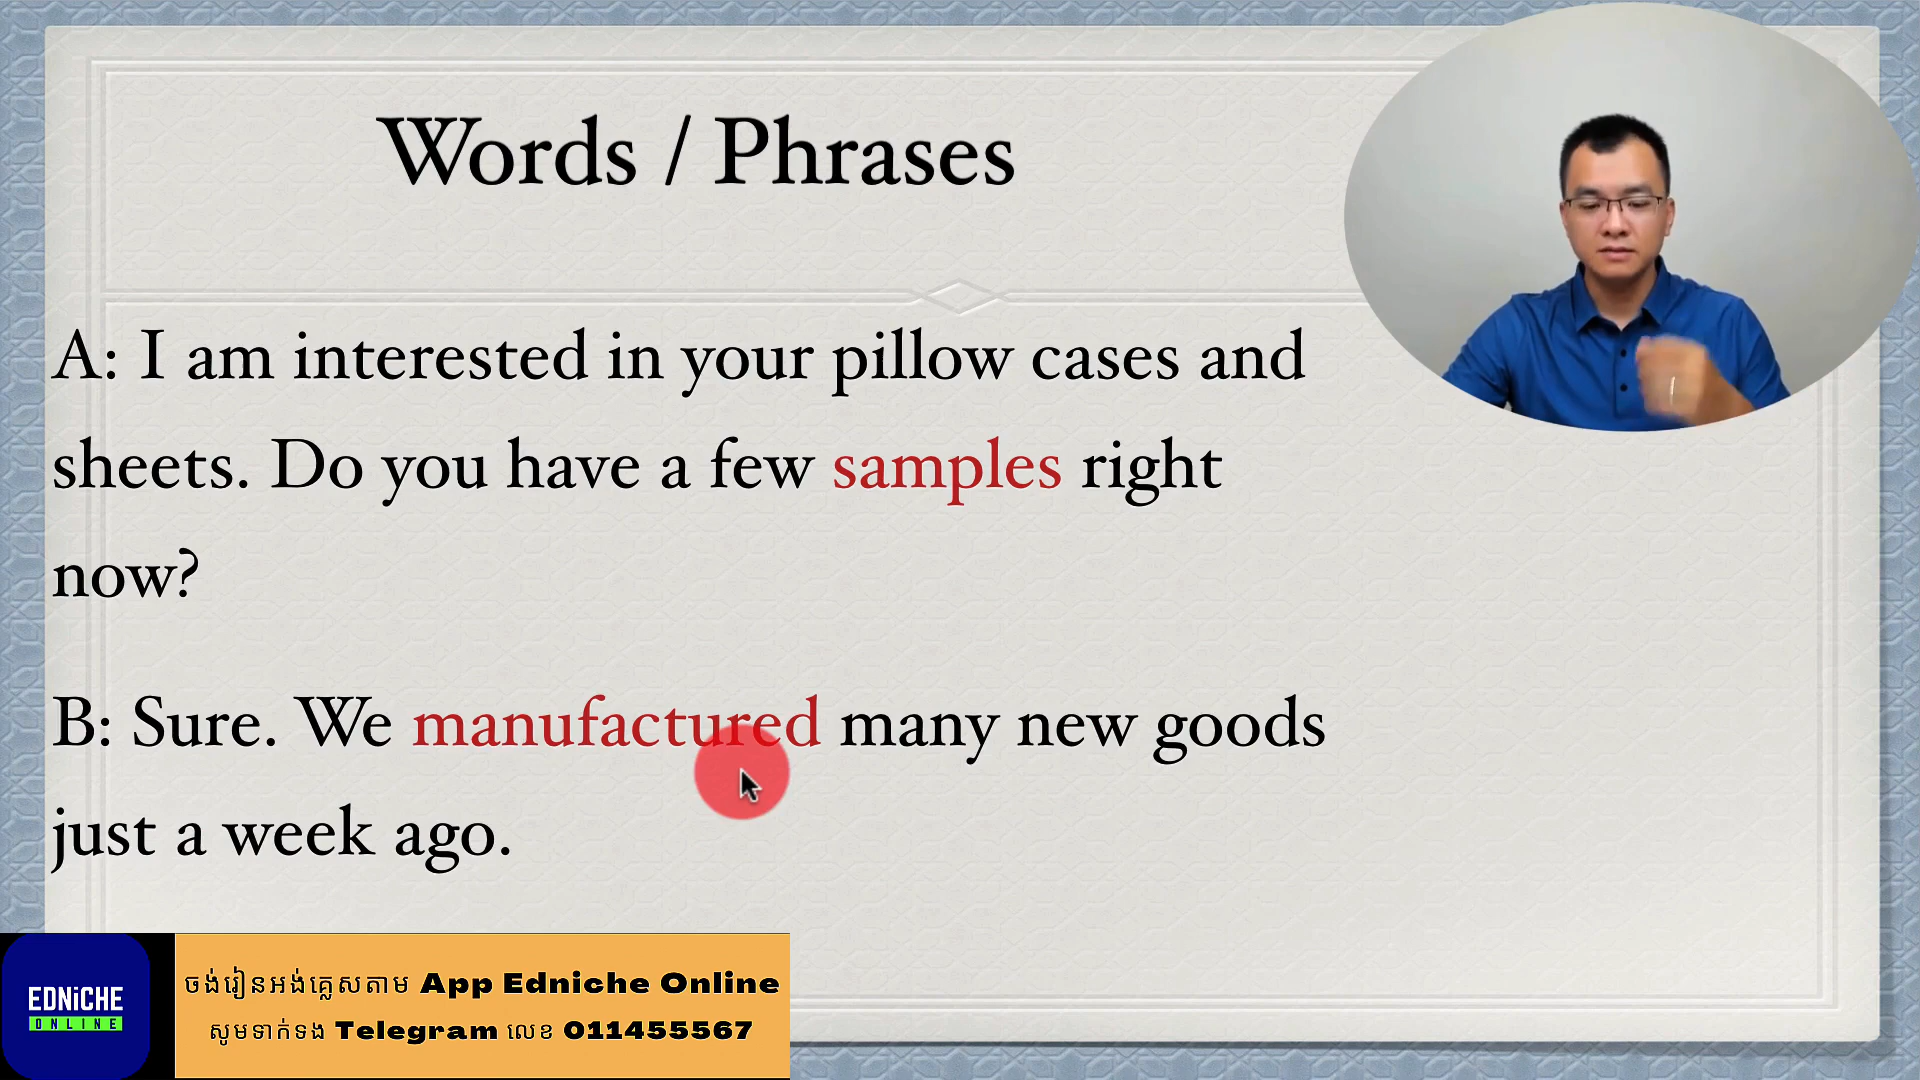 Words / Phrases
A: I am interested in your pillow cases and
sheets. Do you have a few samples right
now?
B: Sure. We manufactured many new goods
just a week ago.
EDNiCHE
ONLINE
ចង់រៀនអង់គ្លេសតាម App Edniche Online
សូមទាក់ទង Telegram លេខ 011455567